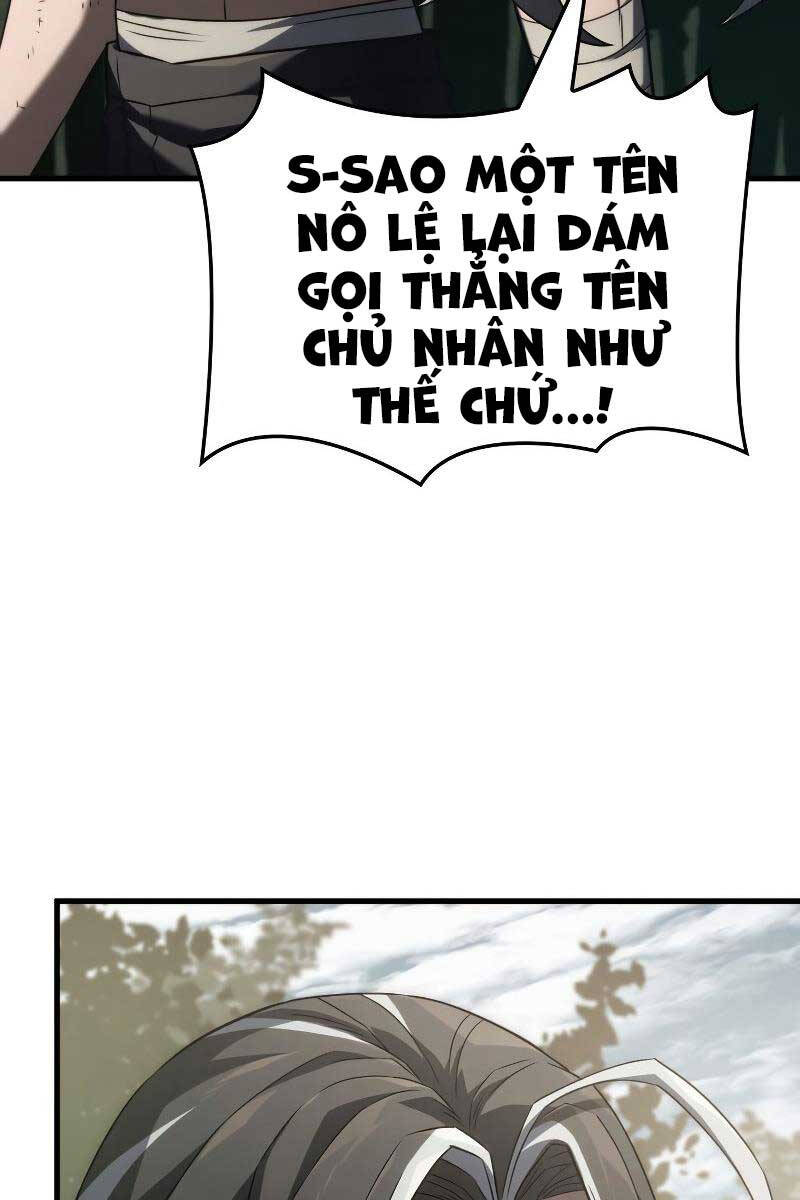 S-SAO MỘT TÊN
NÔ LỆ LẠI DÁM
GỌI THẲNG TÊN
CHỦ NHÂN NHƯ
THẾ CHỨ...!